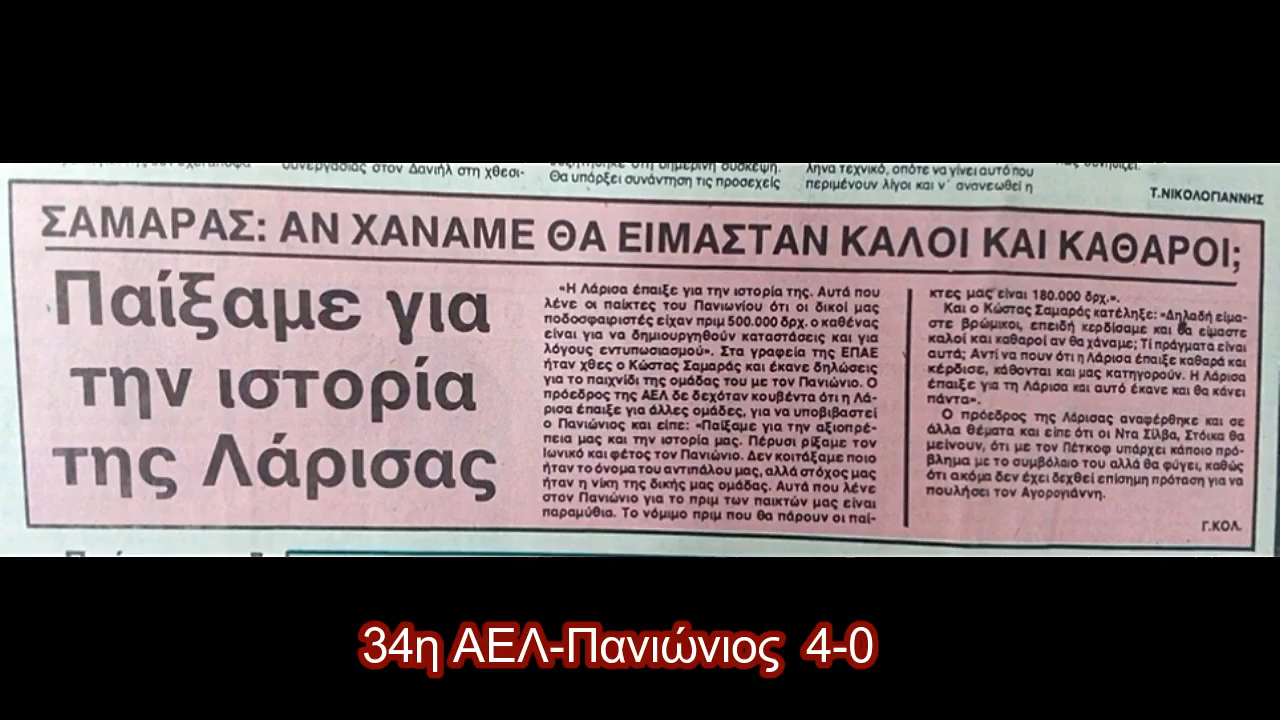 συνεργασίας στον Δανιήλ στη χθεσι-
συζητήθηκε στη σημερινή σύσκεψη.
Θα υπάρξει συνάντηση τις προσεχείς
ληνα τεχνικό, οπότε να γίνει αυτό που
περιμένουν λίγοι και ν΄ ανανεωθεί η
Τ.ΝΙΚΟΛΟΓΙΑΝΝΗΣ
ΣΑΜΑΡΑΣ: ΑΝ ΧΑΝΑΜΕ ΘΑ ΕΙΜΑΣΤΑΝ ΚΑΛΟΙ ΚΑΙ ΚΑΘΑΡΟΙ;
Παίξαμε για
την ιστορία
της Λάρισας
«Η Λάρισα έπαιξε για την ιστορία της. Αυτά που
λένε οι παίκτες του Πανιωνίου ότι οι δικοί μας
ποδοσφαιριστές είχαν πριμ 500.000 δρχ. ο καθένας
είναι για να δημιουργηθούν καταστάσεις και για
λόγους εντυπωσιασμού». Στα γραφεία της ΕΠΑΕ
ήταν χθες ο Κώστας Σαμαράς και έκανε δηλώσεις
για το παιχνίδι της ομάδας του με τον Πανιώνιο. Ο
πρόεδρος της ΑΕΛ δε δεχόταν κουβέντα ότι η Λά-
ρισα έπαιξε για άλλες ομάδες, για να υποβιβαστεί
ο Πανιώνιος και είπε: «Παίξαμε για την αξιοπρέ-
πεια μας και την ιστορία μας. Πέρυσι ρίξαμε τον
Ιωνικό και φέτος τον Πανιώνιο. Δεν κοιτάξαμε ποιο
ήταν το όνομα του αντιπάλου μας, αλλά στόχος μας
ήταν η νίκη της δικής μας ομάδας. Αυτά που λένε
στον Πανιώνιο για το πριμ των παικτών μας είναι
παραμύθια. Το νόμιμο πριμ που θα πάρουν οι παί-
κτες μας είναι 180.000 δρχ.».
Και ο Κώστας Σαμαράς κατέληξε: «Δηλαδή είμα-
στε βρώμικοι, επειδή κερδίσαμε και θα είμαστε
καλοί και καθαροί αν θα χάναμε; Τί πράγματα είναι
αυτά; Αντί να πουν ότι η Λάρισα έπαιξε καθαρά και
κέρδισε, κάθονται και μας κατηγορούν. Η Λάρισα
έπαιξε για τη Λάρισα και αυτό έκανε και θα κάνει
πάντα».
Ο πρόεδρος της Λάρισας αναφέρθηκε και σε
άλλα θέματα και είπε ότι οι Ντα Σίλβα, Στόικα θα
μείνουν, ότι με τον Πέτκοφ υπάρχει κάποιο πρό-
βλημα με το συμβόλαιο του αλλά θα φύγει, καθώς
ότι ακόμα δεν έχει δεχθεί επίσημη πρόταση για να
πουλήσει τον Αγορογιάννη.
Γ.ΚΟΛ.
34η ΑΕΛ-Πανιώνιος 4-0